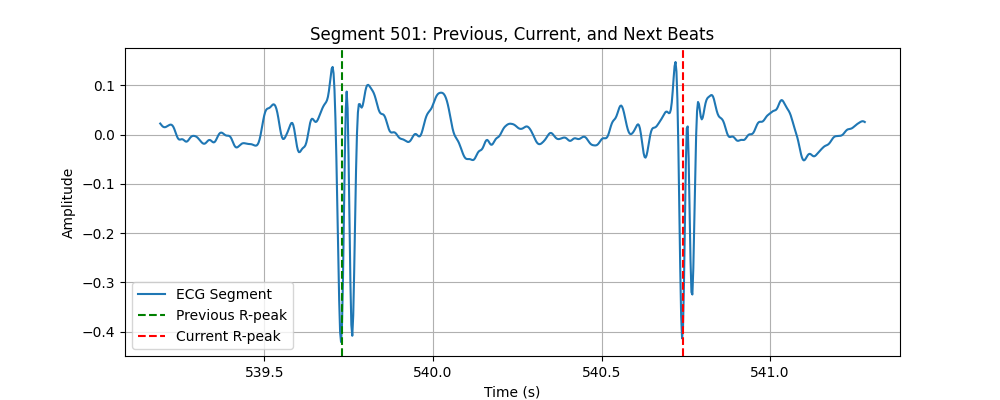 Segment 501: Previous, Current, and Next Beats
Amplitude
0.1
0.0
−0.1
−0.2
−0.3
−0.4
ECG Segment
Previous R-peak
Current R-peak
539.5 540.0 540.5 541.0
Time (s)